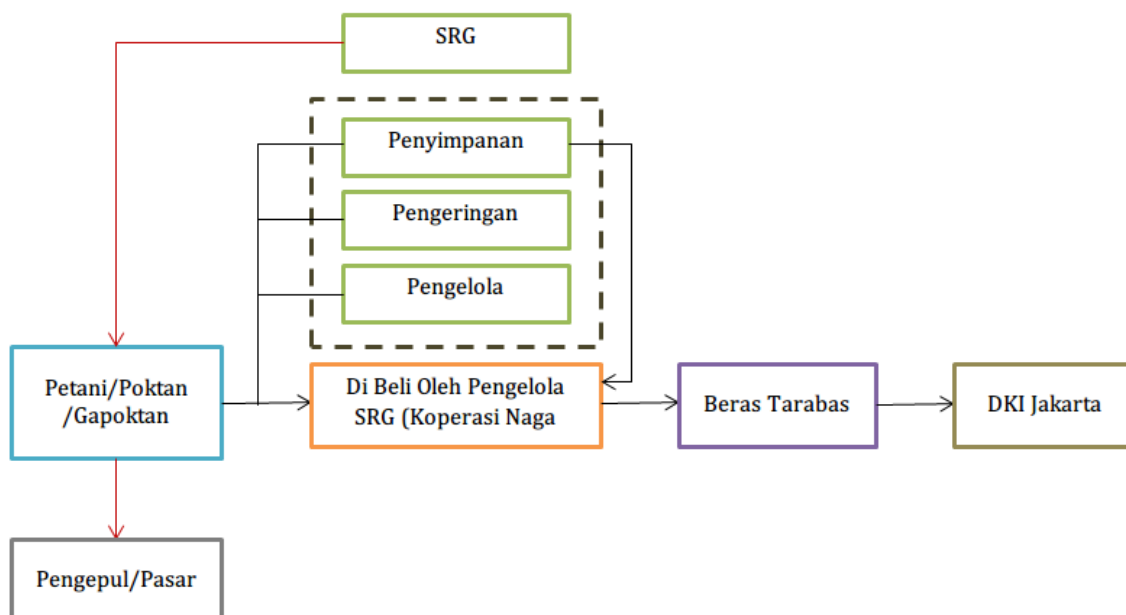 SRG
Penyimpanan
Pengeringan
Pengelola
Petani/Poktan
/Gapoktan
Di Beli Oleh Pengelola
SRG (Koperasi Naga
Beras Tarabas
DKI Jakarta
Pengepul/Pasar